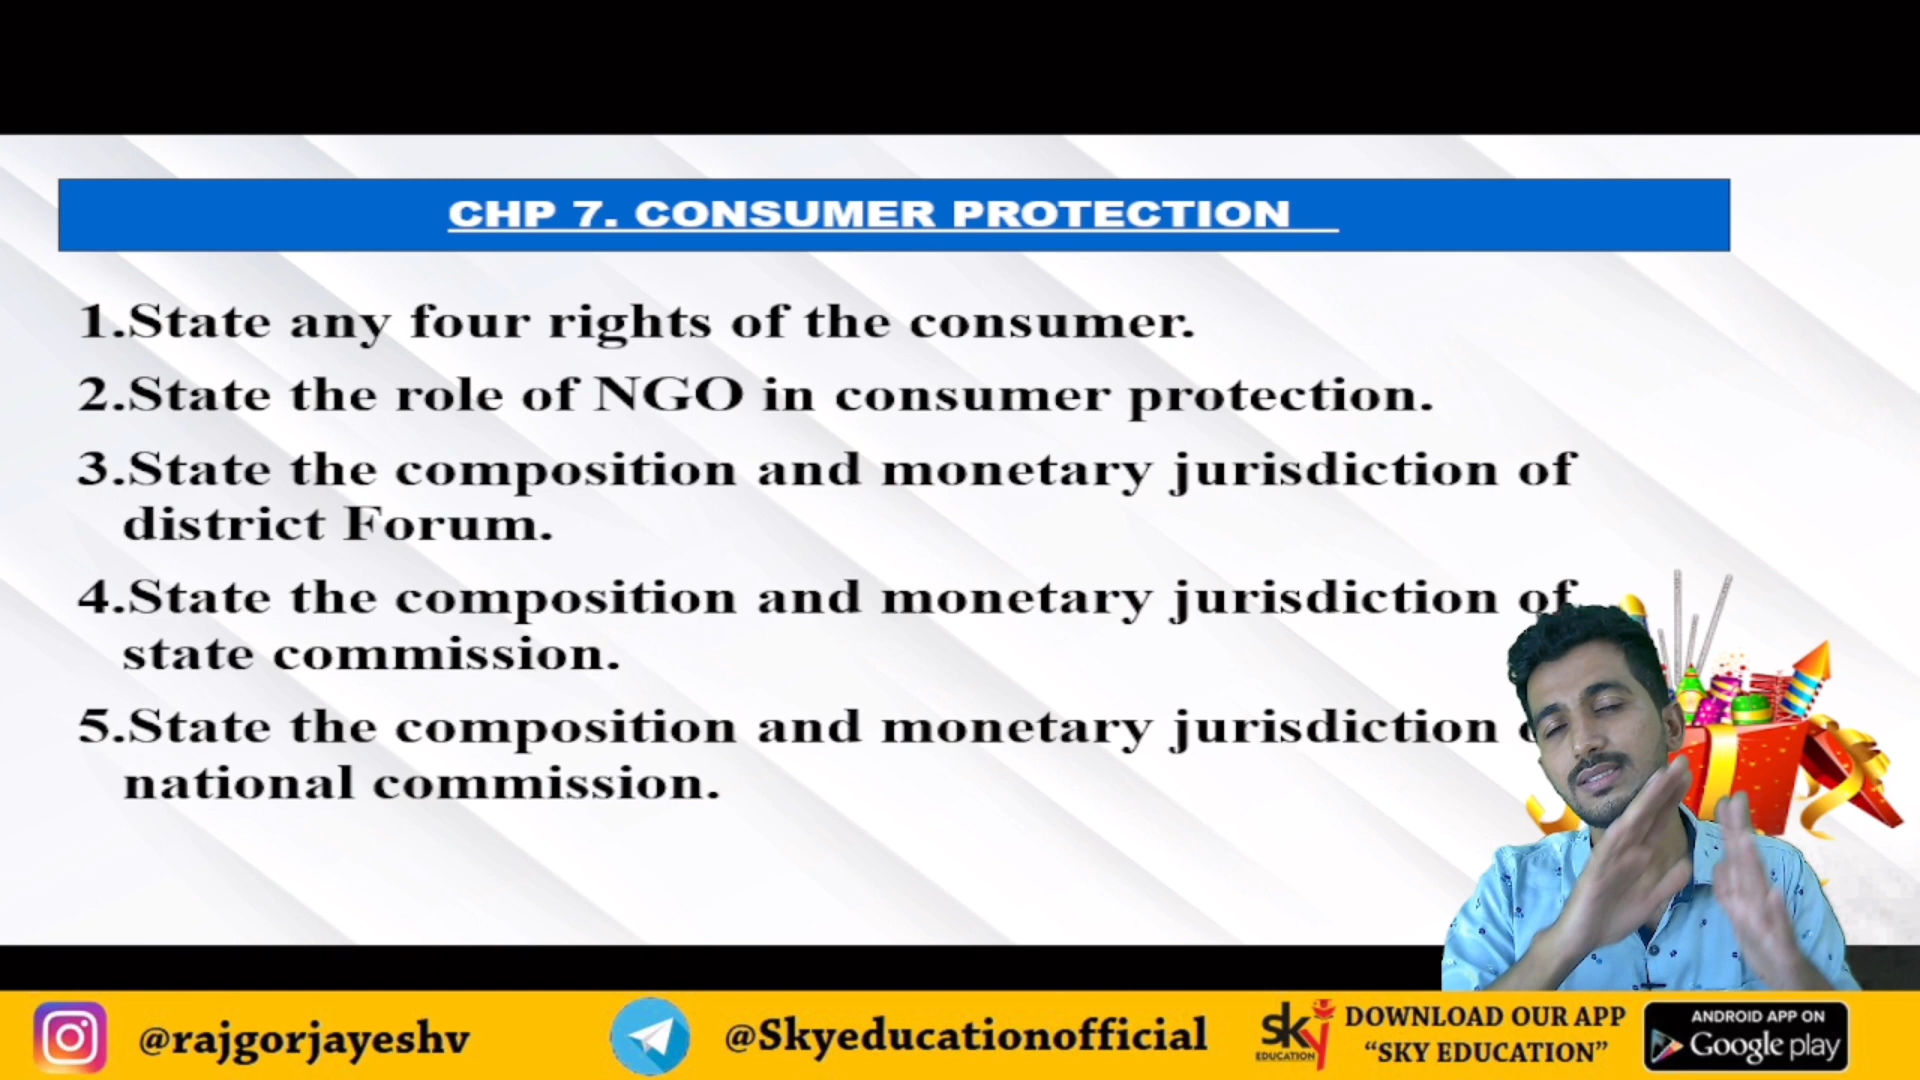 CHP 7. CONSUMER PROTECTION
1.State any four rights of the consumer.
2.State the role of NGO in consumer protection.
3.State the composition and monetary jurisdiction of
district Forum.
4.State the composition and monetary jurisdiction of
state commission.
5.State the composition and monetary jurisdiction
national commission.
@rajgorjayeshv
@Skyeducationofficial
sky
EDUCATION
DOWNLOAD OUR APP
“SKY EDUCATION”
ANDROID APP ON
Google play